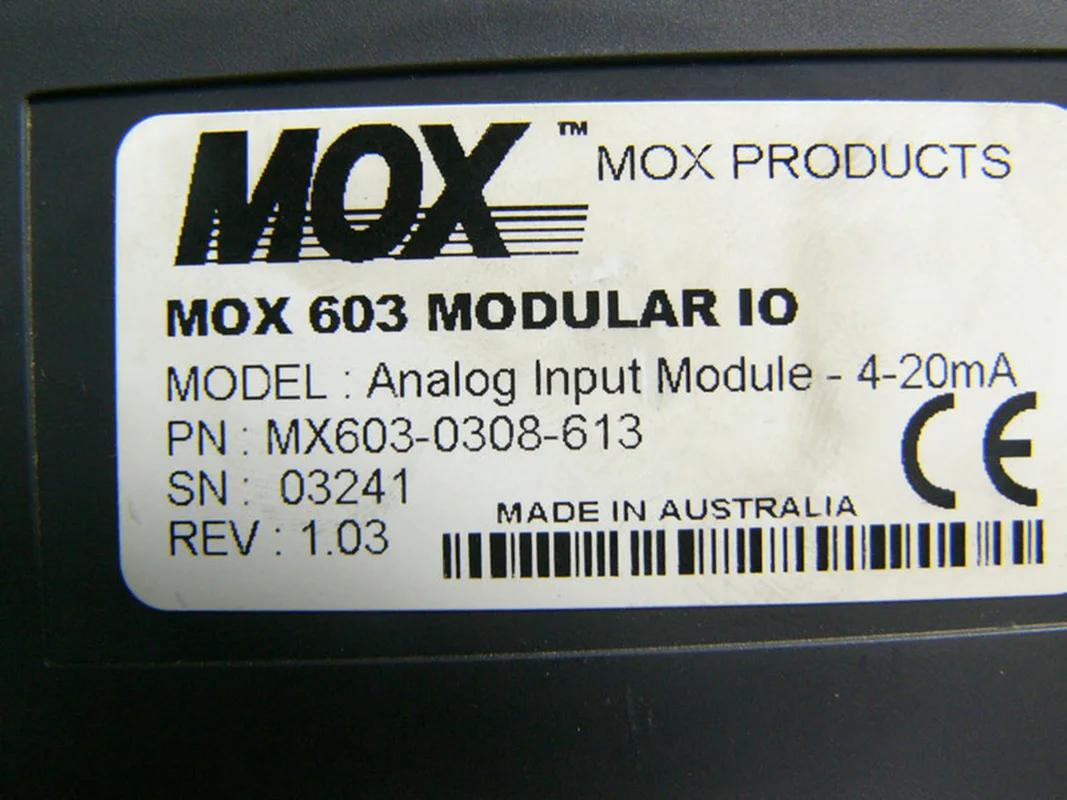 MOX™ MOX PRODUCTS
MOX 603 MODULAR IO
MODEL : Analog Input Module - 4-20mA
PN : MX603-0308-613
SN : 03241
REV : 1.03
MADE IN AUSTRALIA
CE